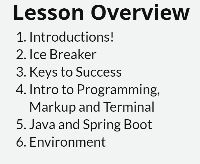 Lesson Overview
1. Introductions!
2. Ice Breaker
3. Keys to Success
4. Intro to Programming,
Markup and Terminal
5. Java and Spring Boot
6. Environment